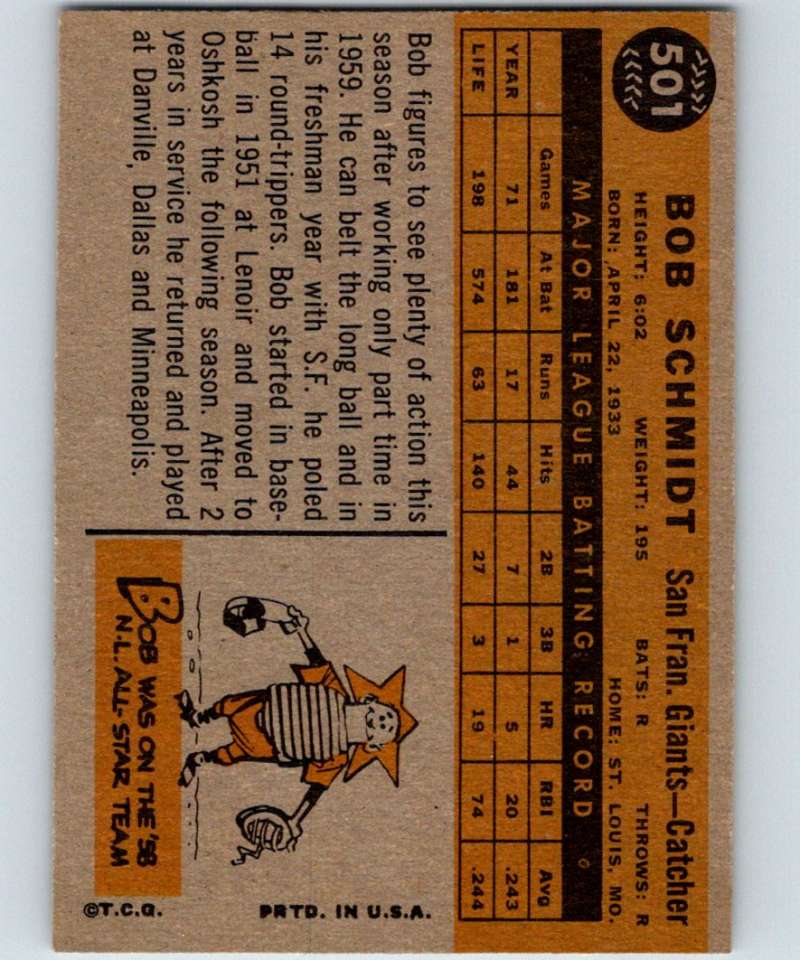 501
BOB SCHMIDT San Fran. Giants—Catcher
HEIGHT: 6:02 WEIGHT: 195 BATS: R THROWS: R
BORN: APRIL 22, 1933 HOME: ST. LOUIS, MO.
MAJOR LEAGUE BATTING RECORD
Games At Bat Runs Hits 2B 3B HR RBI Avg
YEAR 71 181 17 44 7 1 5 20 .243
LIFE 198 574 63 140 27 3 19 74 .244
Bob figures to see plenty of action this
season after working only part time in
1959. He can belt the long ball and in
his freshman year with S.F. he poled
14 round-trippers. Bob started in base-
ball in 1951 at Lenoir and moved to
Oshkosh the following season. After 2
years in service he returned and played
at Danville, Dallas and Minneapolis.
BOB WAS ON THE '58
N.L. ALL-STAR TEAM
©T.C.G. PRTD. IN U.S.A.